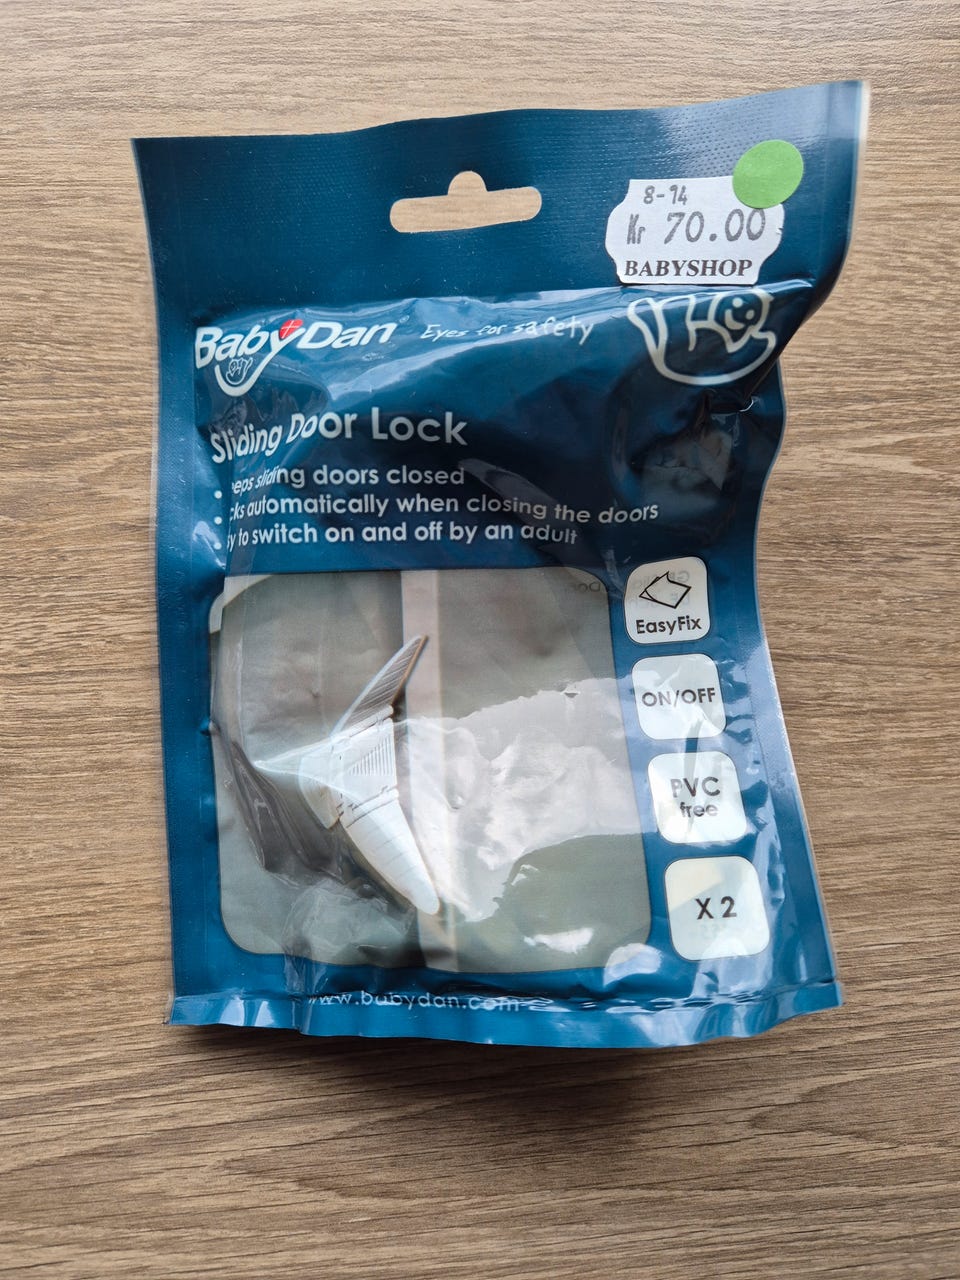 8-94
Kr 70.00
BABYSHOP
BabyDan® Eyes for safety
Sliding Door Lock
• eeps sliding doors closed
• cks automatically when closing the doors
• sy to switch on and off by an adult
EasyFix
ON/OFF
PVC
free
X 2
www.babydan.com